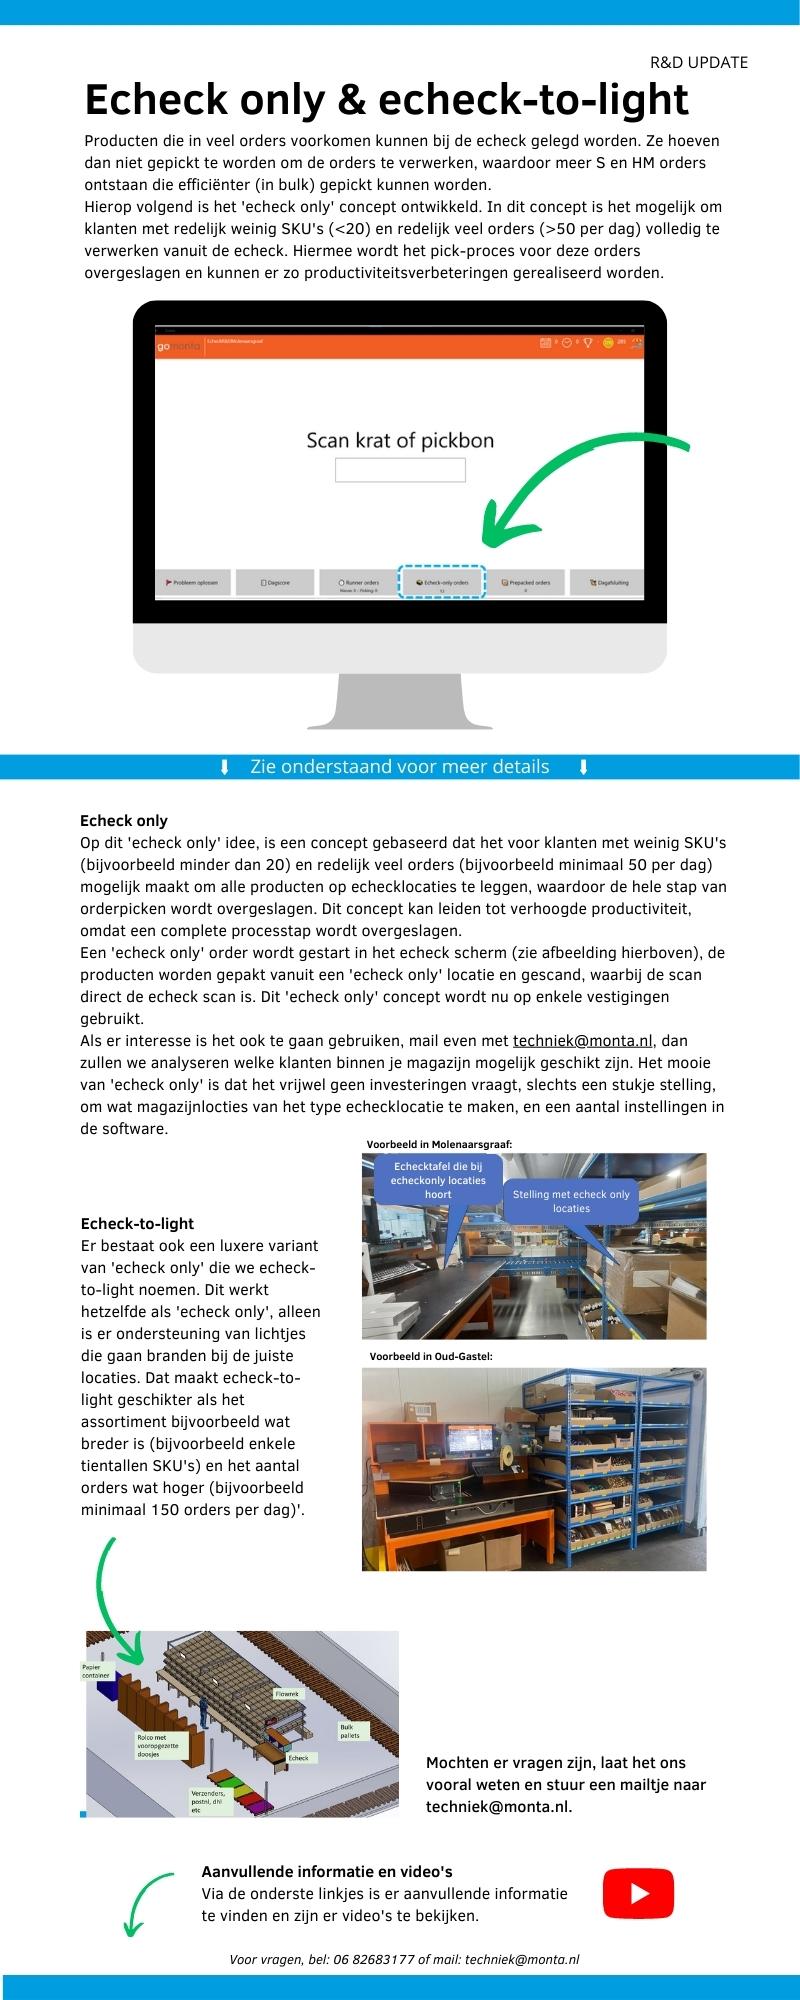 R&D UPDATE
Echeck only & echeck-to-light
Producten die in veel orders voorkomen kunnen bij de echeck gelegd worden. Ze hoeven
dan niet gepickt te worden om de orders te verwerken, waardoor meer S en HM orders
ontstaan die efficiënter (in bulk) gepickt kunnen worden.
Hierop volgend is het 'echeck only' concept ontwikkeld. In dit concept is het mogelijk om
klanten met redelijk weinig SKU's (<20) en redelijk veel orders (>50 per dag) volledig te
verwerken vanuit de echeck. Hiermee wordt het pick-proces voor deze orders
overgeslagen en kunnen er zo productiviteitsverbeteringen gerealiseerd worden.
gomonta
Scan krat of pickbon
Probleem oplossen
Dagscore
Runner orders
Echeck-only orders
Prepacked orders
Dagafsluiting
Zie onderstaand voor meer details
Echeck only
Op dit 'echeck only' idee, is een concept gebaseerd dat het voor klanten met weinig SKU's
(bijvoorbeeld minder dan 20) en redelijk veel orders (bijvoorbeeld minimaal 50 per dag)
mogelijk maakt om alle producten op echecklocaties te leggen, waardoor de hele stap van
orderpicken wordt overgeslagen. Dit concept kan leiden tot verhoogde productiviteit,
omdat een complete processtap wordt overgeslagen.
Een 'echeck only' order wordt gestart in het echeck scherm (zie afbeelding hierboven), de
producten worden gepakt vanuit een 'echeck only' locatie en gescand, waarbij de scan
direct de echeck scan is. Dit 'echeck only' concept wordt nu op enkele vestigingen
gebruikt.
Als er interesse is het ook te gaan gebruiken, mail even met techniek@monta.nl, dan
zullen we analyseren welke klanten binnen je magazijn mogelijk geschikt zijn. Het mooie
van 'echeck only' is dat het vrijwel geen investeringen vraagt, slechts een stukje stelling,
om wat magazijnlocties van het type echecklocatie te maken, en een aantal instellingen in
de software.
Voorbeeld in Molenaarsgraaf:
Echecktafel die bij
echeckonly locaties
hoort
Stelling met echeck only
locaties
Echeck-to-light
Er bestaat ook een luxere variant
van 'echeck only' die we echeck-
to-light noemen. Dit werkt
hetzelfde als 'echeck only', alleen
is er ondersteuning van lichtjes
die gaan branden bij de juiste
locaties. Dat maakt echeck-to-
light geschikter als het
assortiment bijvoorbeeld wat
breder is (bijvoorbeeld enkele
tientallen SKU's) en het aantal
orders wat hoger (bijvoorbeeld
minimaal 150 orders per dag)'.
Voorbeeld in Oud-Gastel:
Papier
container
Flowrek
Rolco met
vooropgezette
doosjes
Bulk
pallets
Echeck
Verzenders,
postnl, dhl
etc
Mochten er vragen zijn, laat het ons
vooral weten en stuur een mailtje naar
techniek@monta.nl.
Aanvullende informatie en video's
Via de onderste linkjes is er aanvullende informatie
te vinden en zijn er video's te bekijken.
Voor vragen, bel: 06 82683177 of mail: techniek@monta.nl